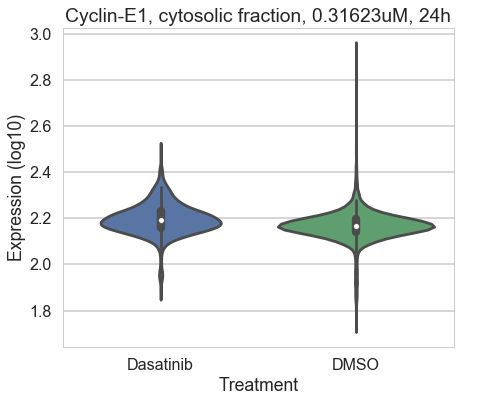 Cyclin-E1, cytosolic fraction, 0.31623uM, 24h
Expression (log10)
3.0
2.8
2.6
2.4
2.2
2.0
1.8
Dasatinib DMSO
Treatment